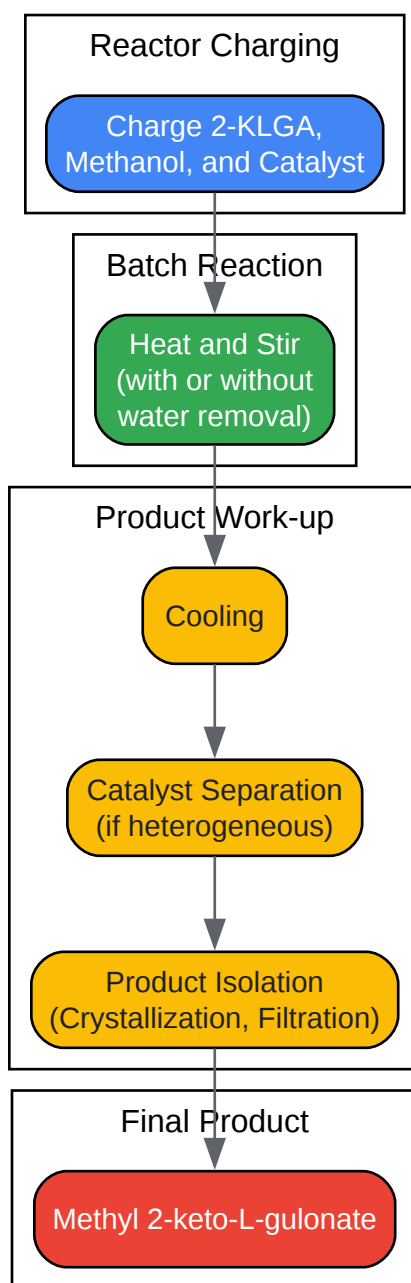 Reactor Charging
Charge 2-KLGA,
Methanol, and Catalyst
Batch Reaction
Heat and Stir
(with or without
water removal)
Product Work-up
Cooling
Catalyst Separation
(if heterogeneous)
Product Isolation
(Crystallization, Filtration)
Final Product
Methyl 2-keto-L-gulonate